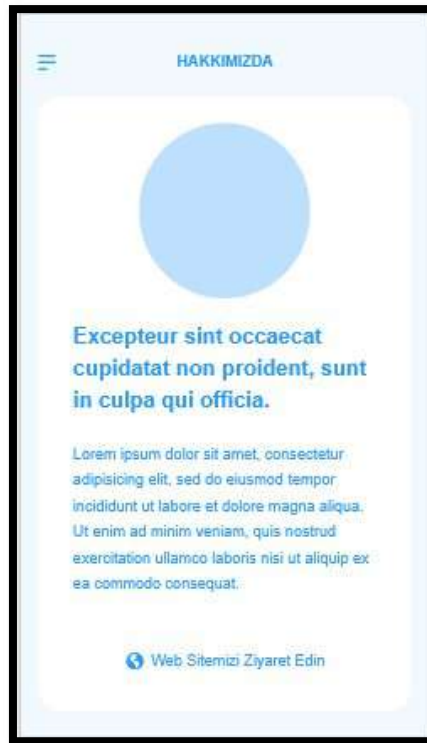 HAKKIMIZDA
Excepteur sint occaecat
cupidatat non proident, sunt
in culpa qui officia.
Lorem ipsum dolor sit amet, consectetur
adipisicing elit, sed do eiusmod tempor
incididunt ut labore et dolore magna aliqua.
Ut enim ad minim veniam, quis nostrud
exercitation ullamco laboris nisi ut aliquip ex
ea commodo consequat.
Web Sitemizi Ziyaret Edin